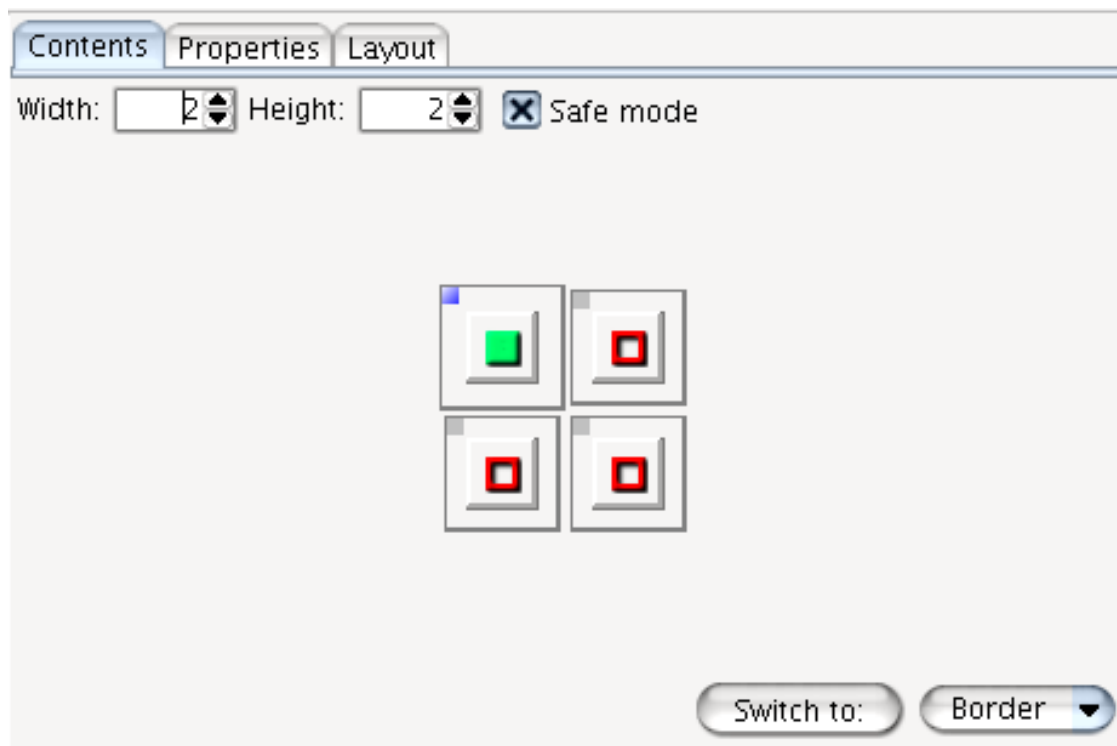 Contents Properties Layout
Width: 2 Height: 2 Safe mode
Switch to: Border